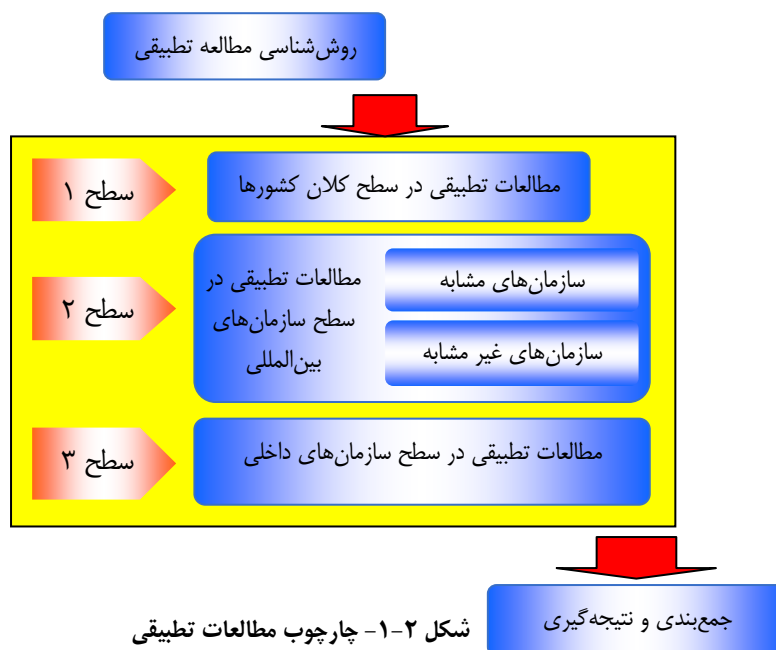 روش‌شناسی مطالعه تطبیقی
سطح ۱
مطالعات تطبیقی در سطح کلان کشورها
سطح ۲
مطالعات تطبیقی در
سطح سازمان‌های
بین‌المللی
سازمان‌های مشابه
سازمان‌های غیر مشابه
سطح ۳
مطالعات تطبیقی در سطح سازمان‌های داخلی
جمع‌بندی و نتیجه‌گیری
شکل ۲-۱- چارچوب مطالعات تطبیقی